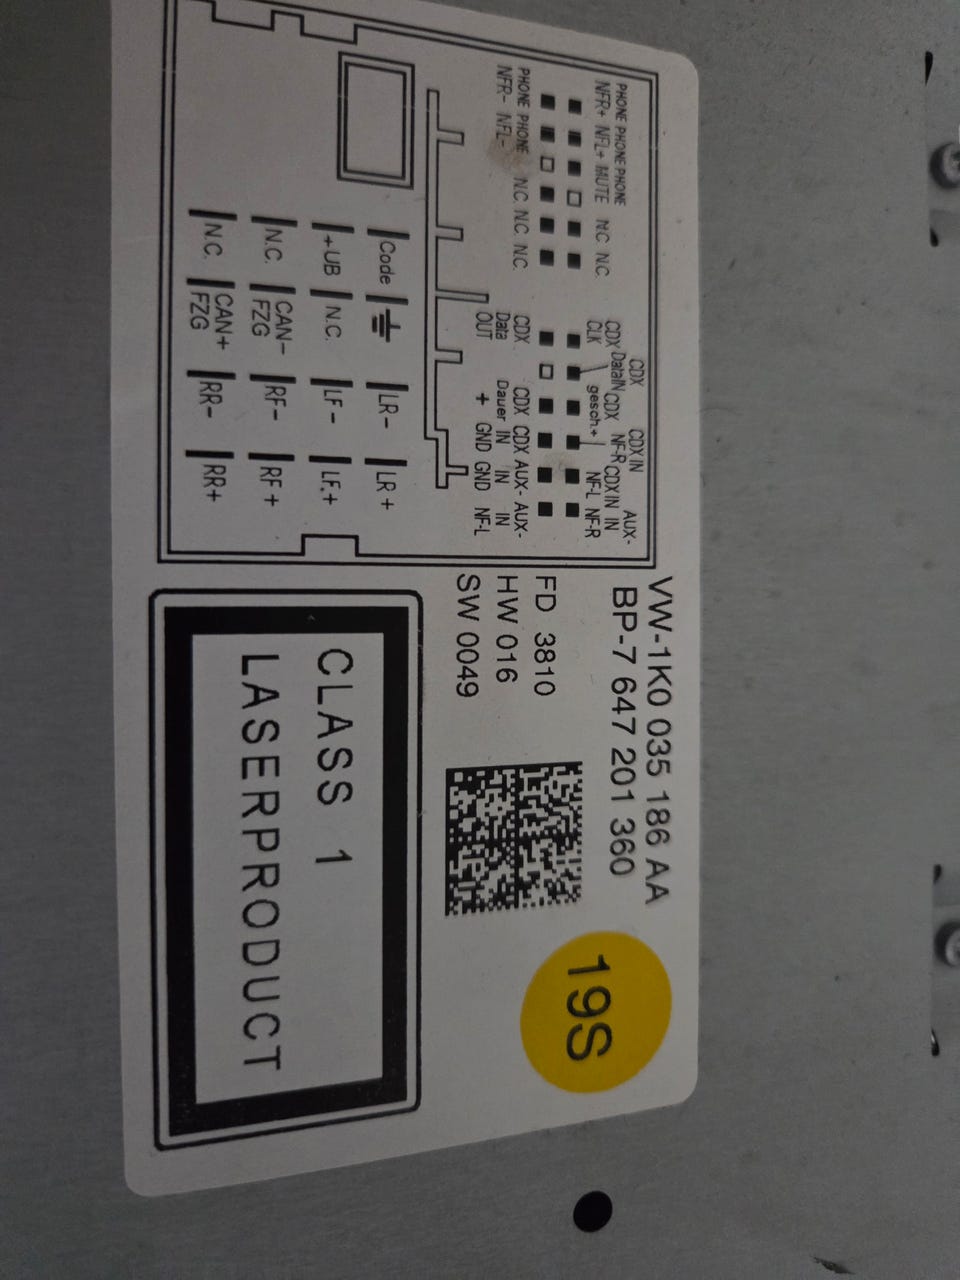 PHONE PHONE PHONE
NFR+ NFL+ MUTE N.C. N.C.
PHONE PHONE
NFR- NFL- N.C. N.C. N.C.
CDX CDX IN AUX-
CDX DataIN CDX NF-R CDX IN IN
CLK gesch.+ NF-L NF-R
CDX CDX CDX AUX- AUX-
Data Dauer IN IN IN
OUT + GND GND NF-L
Code LR- LR+
+UB N.C. LF- LF+
N.C. CAN- RF- RF+
FZG
N.C. CAN+ RR- RR+
FZG
VW-1K0 035 186 AA
BP-7 647 201 360
FD 3810
HW 016
SW 0049
19S
CLASS 1
LASERPRODUCT